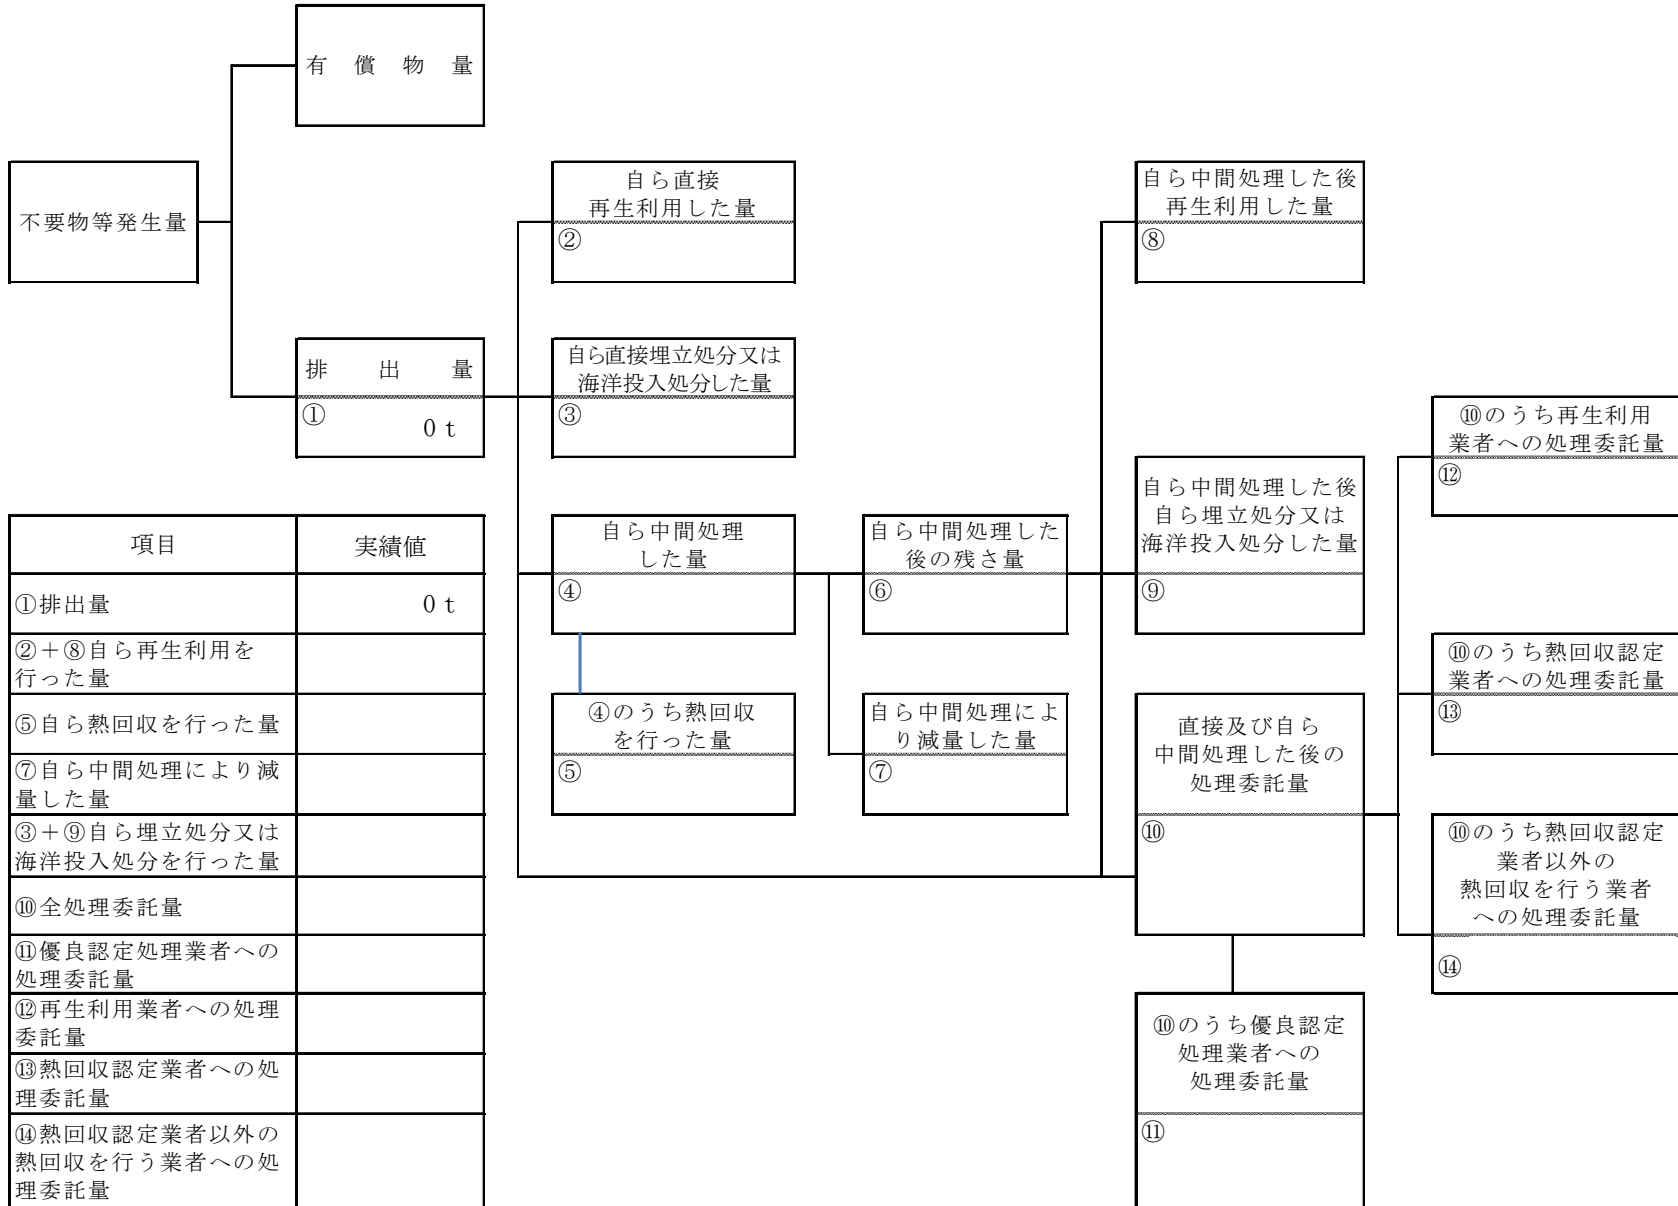 有償物量
不要物等発生量
排出量
①
0 t
自ら直接
再生利用した量
②
自ら直接埋立処分又は
海洋投入処分した量
③
自ら中間処理
した量
④
④のうち熱回収
を行った量
⑤
自ら中間処理した
後の残さ量
⑥
自ら中間処理によ
り減量した量
⑦
自ら中間処理した後
再生利用した量
⑧
自ら中間処理した後
自ら埋立処分又は
海洋投入処分した量
⑨
直接及び自ら
中間処理した後の
処理委託量
⑩
⑩のうち優良認定
処理業者への
処理委託量
⑪
⑩のうち再生利用
業者への処理委託量
⑫
⑩のうち熱回収認定
業者への処理委託量
⑬
⑩のうち熱回収認定
業者以外の
熱回収を行う業者
への処理委託量
⑭
項目 実績値
①排出量 0 t
②＋⑧自ら再生利用を
行った量
⑤自ら熱回収を行った量
⑦自ら中間処理により減
量した量
③＋⑨自ら埋立処分又は
海洋投入処分を行った量
⑩全処理委託量
⑪優良認定処理業者への
処理委託量
⑫再生利用業者への処理
委託量
⑬熱回収認定業者への処
理委託量
⑭熱回収認定業者以外の
熱回収を行う業者への処
理委託量